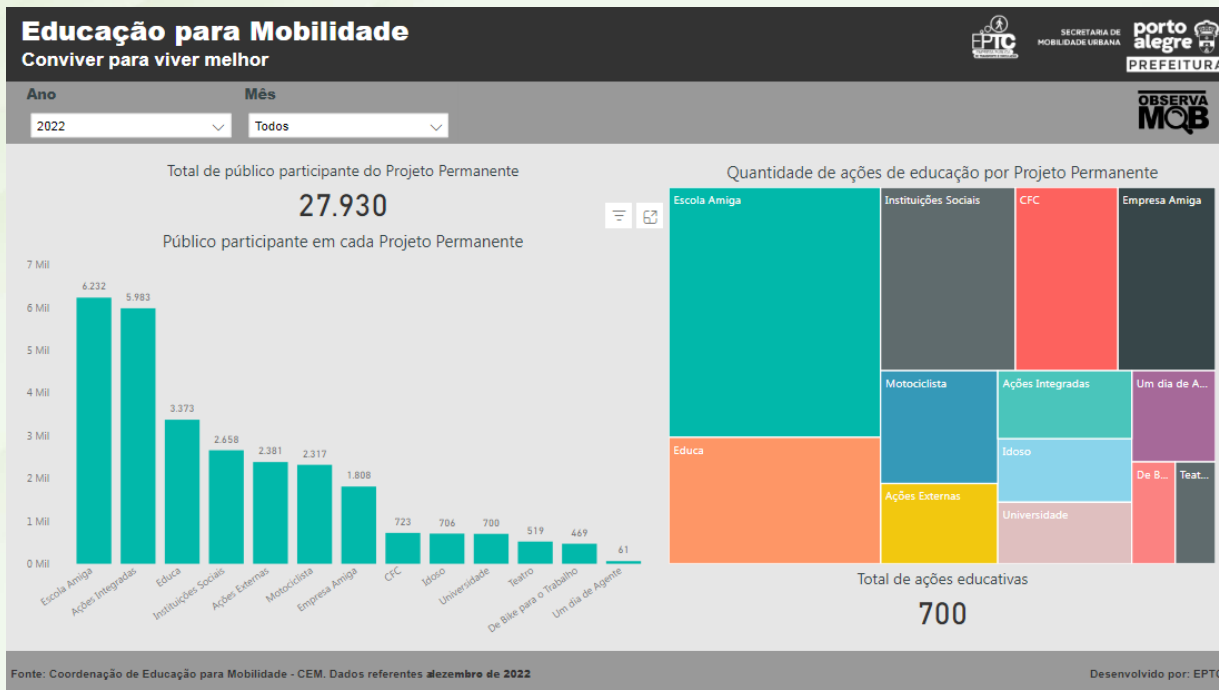 Educação para Mobilidade
Conviver para viver melhor
EPTC
SECRETARIA DE
MOBILIDADE URBANA
porto
alegre
PREFEITURA
Ano
Mês
2022
Todos
OBSERVA
MOB
Total de público participante do Projeto Permanente
27.930
Público participante em cada Projeto Permanente
7 Mil
6 Mil
5 Mil
4 Mil
3 Mil
2 Mil
1 Mil
0 Mil
6.232
5.983
3.373
2.658
2.381
2.317
1.808
723
706
700
519
469
61
Escola Amiga
Ações Integradas
Educa
Instituições Sociais
Ações Externas
Motociclista
Empresa Amiga
CFC
Idoso
Universidade
Teatro
De Bike para o Trabalho
Um dia de Agente
Quantidade de ações de educação por Projeto Permanente
Escola Amiga
Instituições Sociais
CFC
Empresa Amiga
Motociclista
Ações Integradas
Um dia de A...
Educa
Idoso
De B...
Teat...
Ações Externas
Universidade
Total de ações educativas
700
Fonte: Coordenação de Educação para Mobilidade - CEM. Dados referentes a dezembro de 2022
Desenvolvido por: EPTC